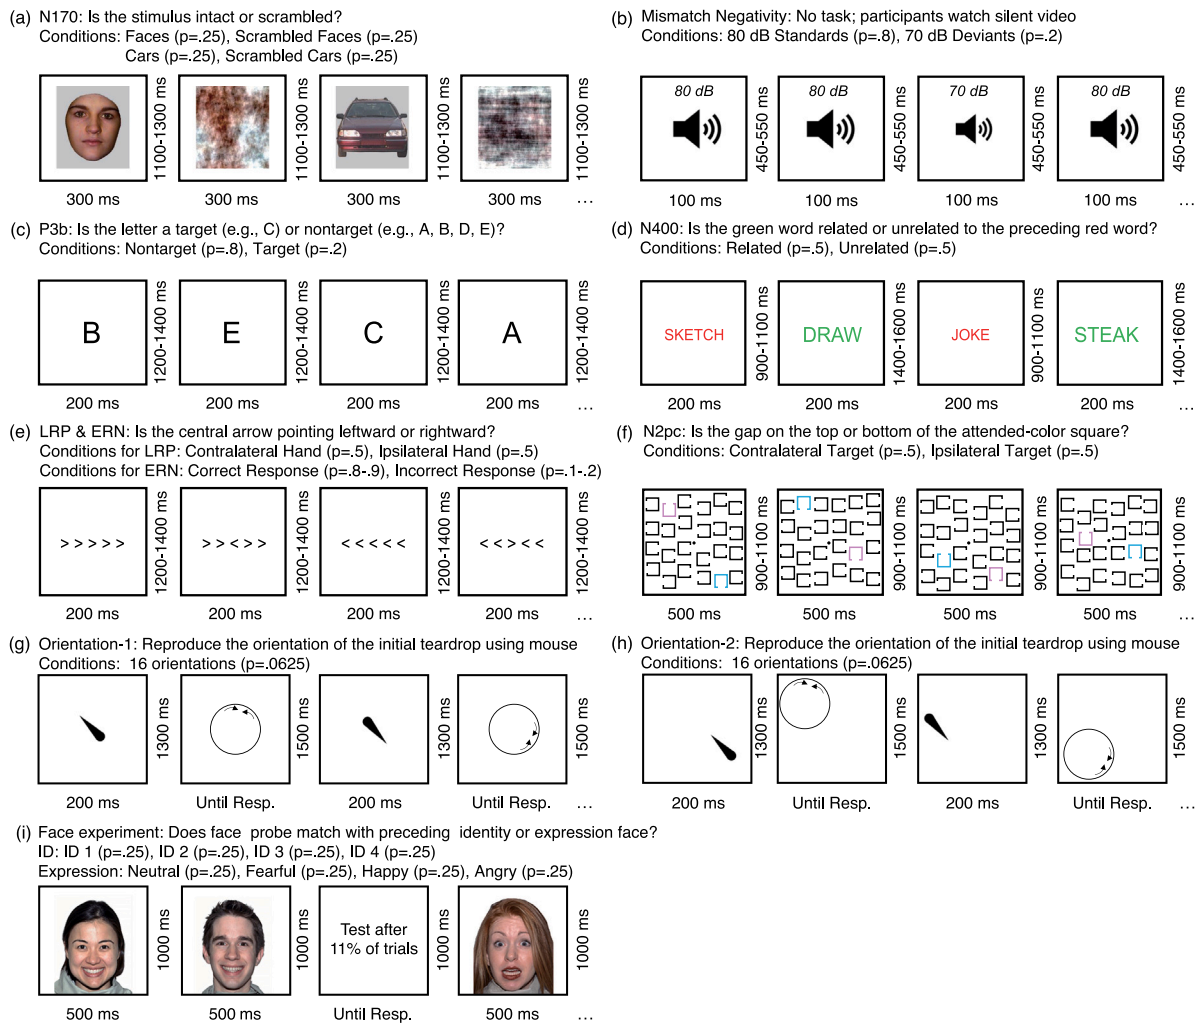 (a) N170: Is the stimulus intact or scrambled?
Conditions: Faces (p=.25), Scrambled Faces (p=.25)
Cars (p=.25), Scrambled Cars (p=.25)
1100-1300 ms
1100-1300 ms
1100-1300 ms
1100-1300 ms
300 ms
300 ms
300 ms
300 ms
...
(b) Mismatch Negativity: No task; participants watch silent video
Conditions: 80 dB Standards (p=.8), 70 dB Deviants (p=.2)
80 dB
80 dB
70 dB
80 dB
450-550 ms
450-550 ms
450-550 ms
450-550 ms
100 ms
100 ms
100 ms
100 ms
...
(c) P3b: Is the letter a target (e.g., C) or nontarget (e.g., A, B, D, E)?
Conditions: Nontarget (p=.8), Target (p=.2)
B
E
C
A
1200-1400 ms
1200-1400 ms
1200-1400 ms
1200-1400 ms
200 ms
200 ms
200 ms
200 ms
...
(d) N400: Is the green word related or unrelated to the preceding red word?
Conditions: Related (p=.5), Unrelated (p=.5)
SKETCH
DRAW
JOKE
STEAK
900-1100 ms
1400-1600 ms
900-1100 ms
1400-1600 ms
200 ms
200 ms
200 ms
200 ms
...
(e) LRP & ERN: Is the central arrow pointing leftward or rightward?
Conditions for LRP: Contralateral Hand (p=.5), Ipsilateral Hand (p=.5)
Conditions for ERN: Correct Response (p=.8-.9), Incorrect Response (p=.1-.2)
> > > > >
> > < > >
< < < < <
< < > < <
1200-1400 ms
1200-1400 ms
1200-1400 ms
1200-1400 ms
200 ms
200 ms
200 ms
200 ms
...
(f) N2pc: Is the gap on the top or bottom of the attended-color square?
Conditions: Contralateral Target (p=.5), Ipsilateral Target (p=.5)
900-1100 ms
900-1100 ms
900-1100 ms
900-1100 ms
500 ms
500 ms
500 ms
500 ms
...
(g) Orientation-1: Reproduce the orientation of the initial teardrop using mouse
Conditions: 16 orientations (p=.0625)
1300 ms
1500 ms
1300 ms
1500 ms
200 ms
Until Resp.
200 ms
Until Resp.
...
(h) Orientation-2: Reproduce the orientation of the initial teardrop using mouse
Conditions: 16 orientations (p=.0625)
1300 ms
1500 ms
1300 ms
1500 ms
200 ms
Until Resp.
200 ms
Until Resp.
...
(i) Face experiment: Does face probe match with preceding identity or expression face?
ID: ID 1 (p=.25), ID 2 (p=.25), ID 3 (p=.25), ID 4 (p=.25)
Expression: Neutral (p=.25), Fearful (p=.25), Happy (p=.25), Angry (p=.25)
Test after
11% of trials
1000 ms
1000 ms
1000 ms
1000 ms
500 ms
500 ms
Until Resp.
500 ms
...